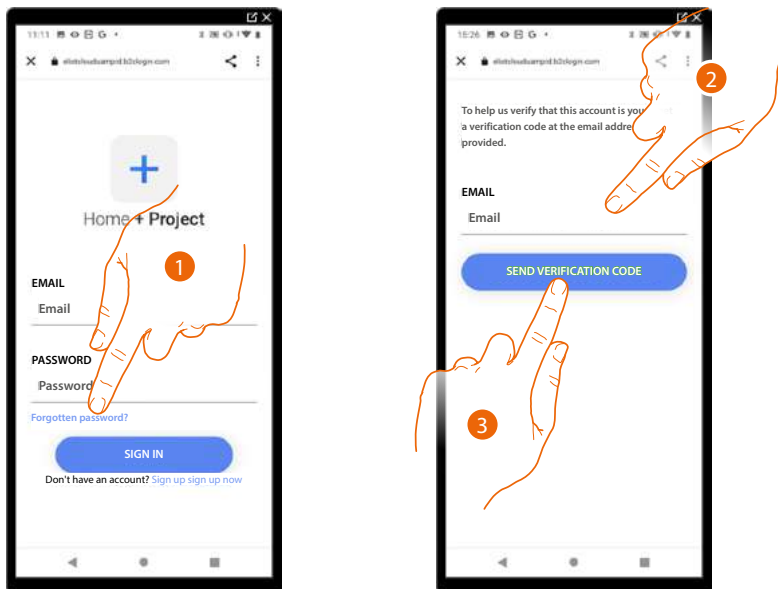 11:11
Home + Project
1
EMAIL
Email
PASSWORD
Password
Forgotten password?
SIGN IN
Don't have an account? Sign up sign up now
2
To help us verify that this account is
a verification code at the email
provided.
EMAIL
Email
SEND VERIFICATION CODE
3